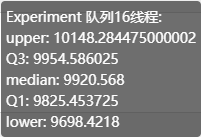 Experiment 队列16线程:
upper: 10148.284475000002
Q3: 9954.586025
median: 9920.568
Q1: 9825.453725
lower: 9698.4218